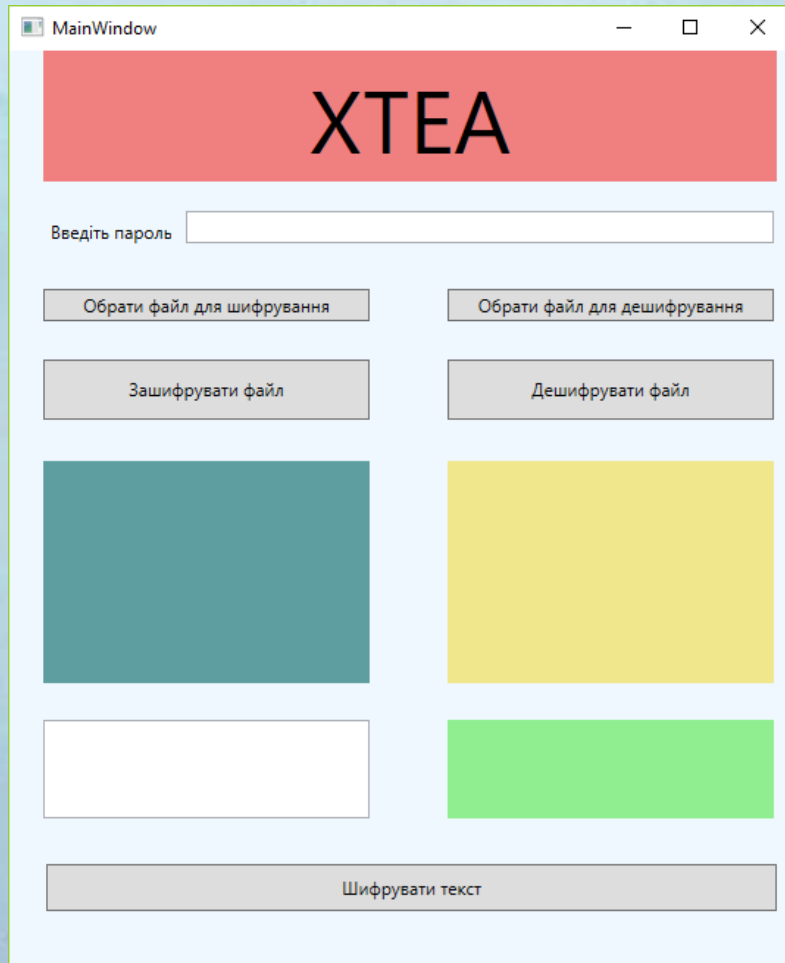 MainWindow
XTEA
Введіть пароль
Обрати файл для шифрування
Обрати файл для дешифрування
Зашифрувати файл
Дешифрувати файл
Шифрувати текст